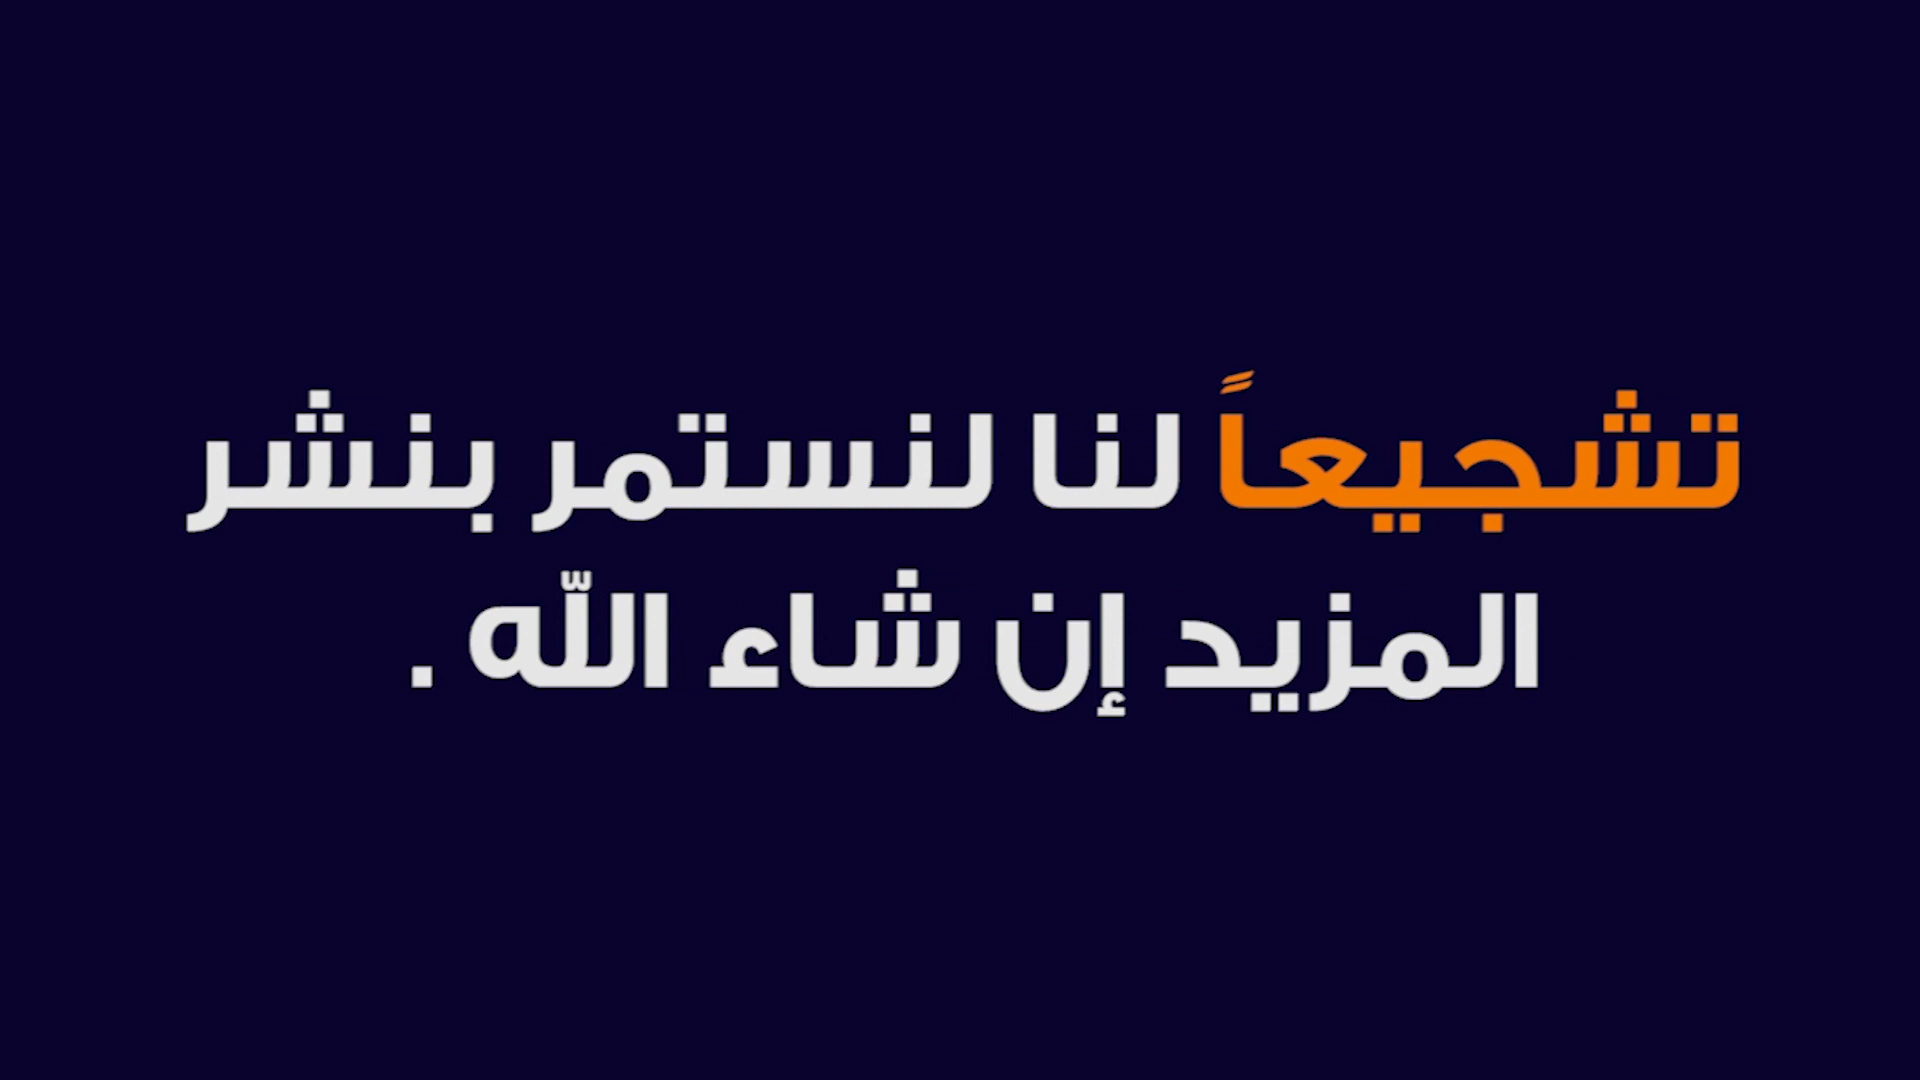 تشجيعاً لنا لنستمر بنشر
المزيد إن شاء اللّه .